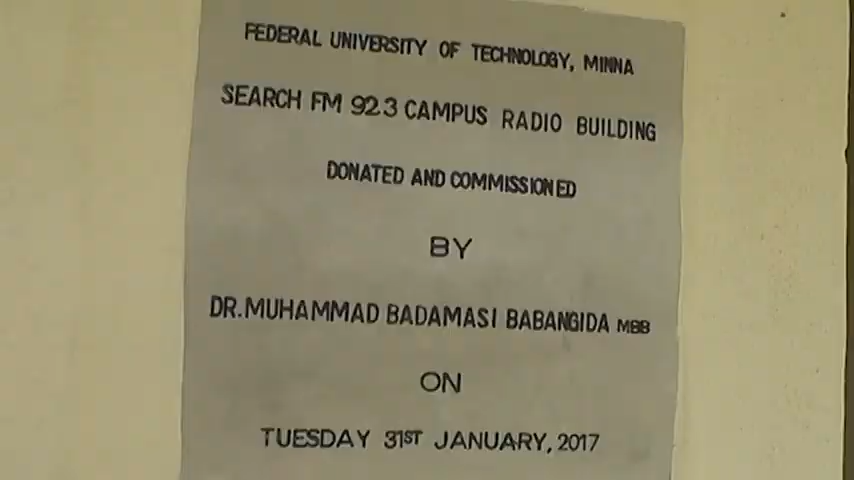 FEDERAL UNIVERSITY OF TECHNOLOGY, MINNA
SEARCH FM 92.3 CAMPUS RADIO BUILDING
DONATED AND COMMISSIONED
BY
DR.MUHAMMAD BADAMASI BABANGIDA MBB
ON
TUESDAY 31ST JANUARY, 2017